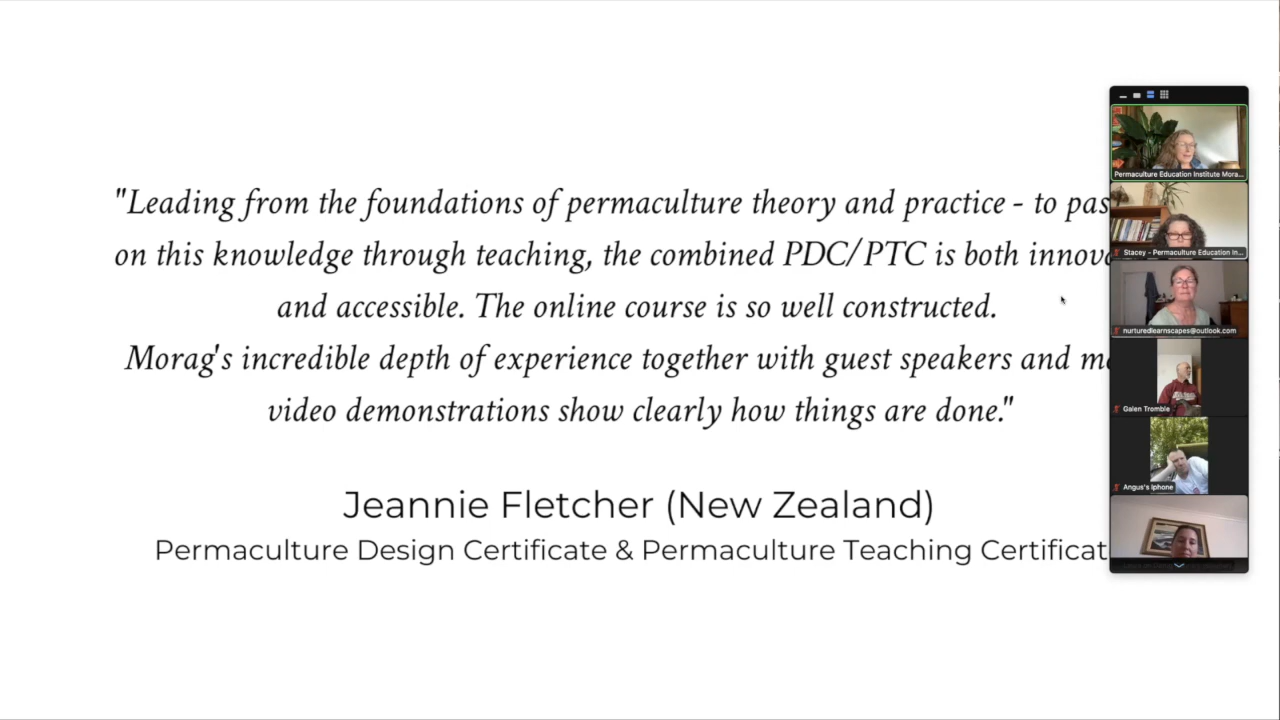 "Leading from the foundations of permaculture theory and practice - to pas
on this knowledge through teaching, the combined PDC/PTC is both innov
and accessible. The online course is so well constructed.
Morag's incredible depth of experience together with guest speakers and m
video demonstrations show clearly how things are done."
Jeannie Fletcher (New Zealand)
Permaculture Design Certificate & Permaculture Teaching Certificat
Permaculture Education Institute Mora...
Stacey - Permaculture Education In...
nurturedlearnscapes@outlook.com
Galen Tromble
Angus's Iphone